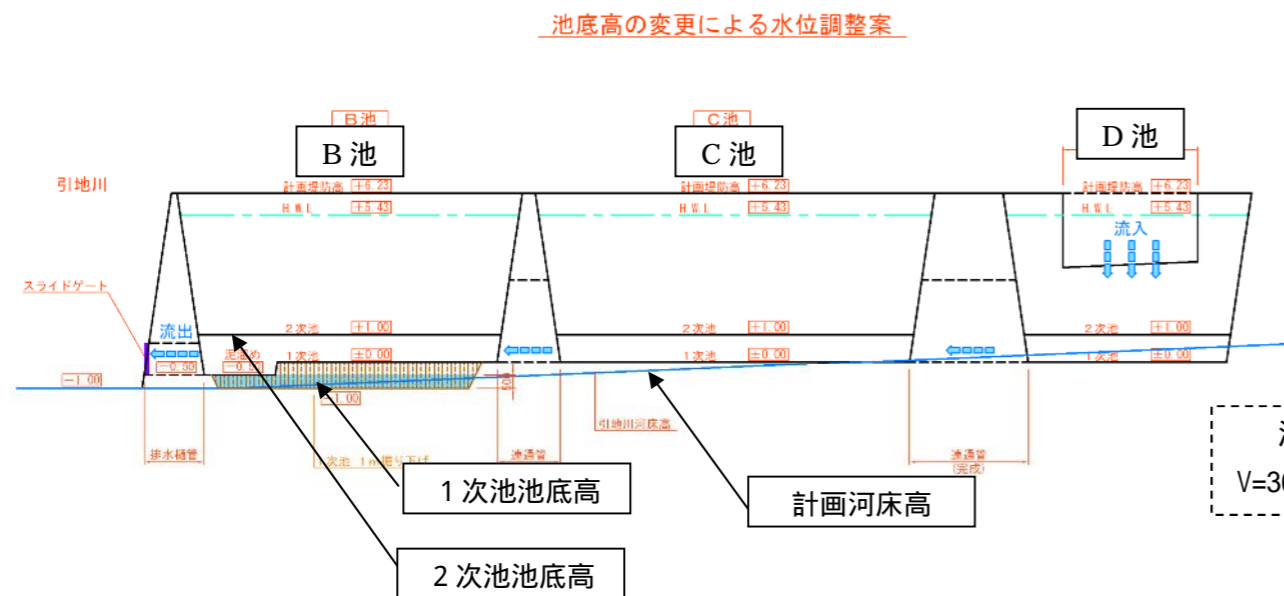 池底高の変更による水位調整案
B池
B 池
C池
C 池
D 池
引地川
計画堤防高 +6.23
H.W.L +5.43
計画堤防高 +6.23
H.W.L +5.43
計画堤防高 +6.23
H.W.L +5.43
流入
スライドゲート
流出
2次池 +1.00
2次池 +1.00
2次池 +1.00
泥溜め
1次池 ±0.00
1次池 ±0.00
1次池 ±0.00
-0.50
-1.00
-1.00
引地川河床高
排水樋管
1次池 1m掘り下げ
連通管
連通管
(完成)
1 次池池底高
計画河床高
2 次池池底高